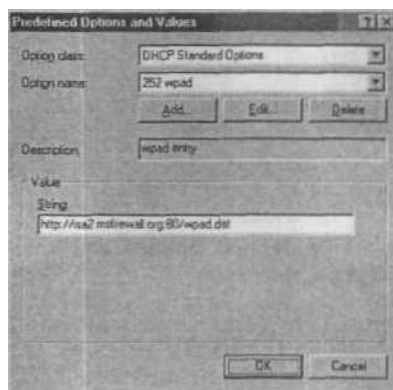 Predefined Options and Values
Option class: DHCP Standard Options
Option name: 252 wpad
Add... Edit... Delete
Description: wpad entry
Value
String
http://isa2.msfirewall.org:80/wpad.dat
OK Cancel